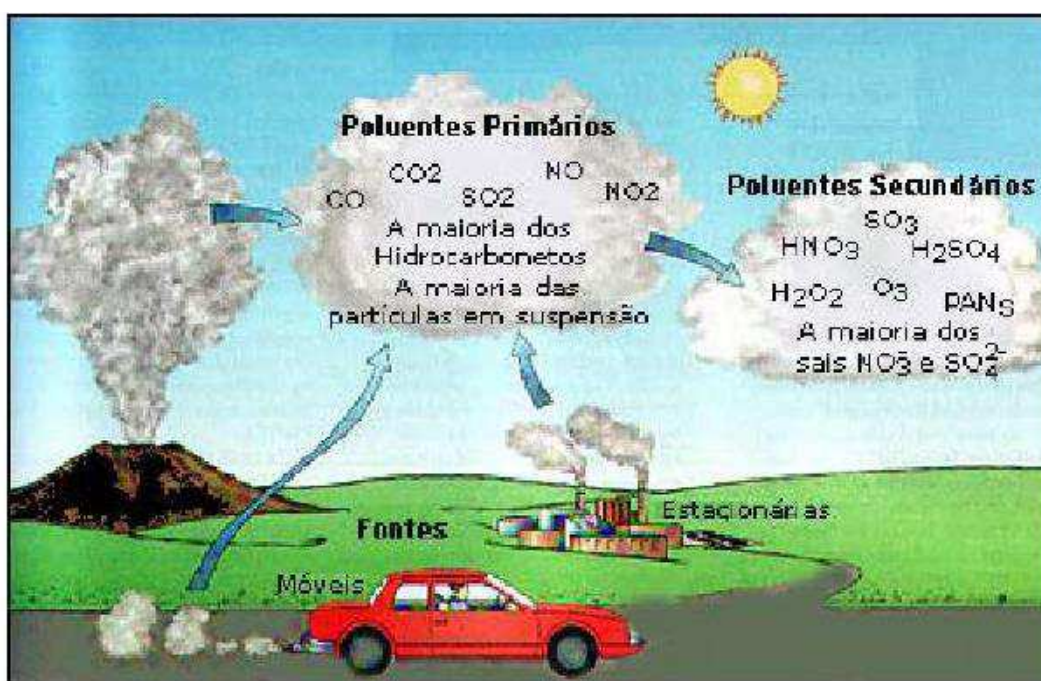 Poluentes Primários
CO CO2 SO2 NO NO2
A maioria dos
Hidrocarbonetos
A maioria das
partículas em suspensão
Poluentes Secundários
SO3
HNO3 H2SO4
H2O2 O3 PANS
A maioria dos
sais NO3- e SO4 2-
Estacionárias
Fontes
Móveis